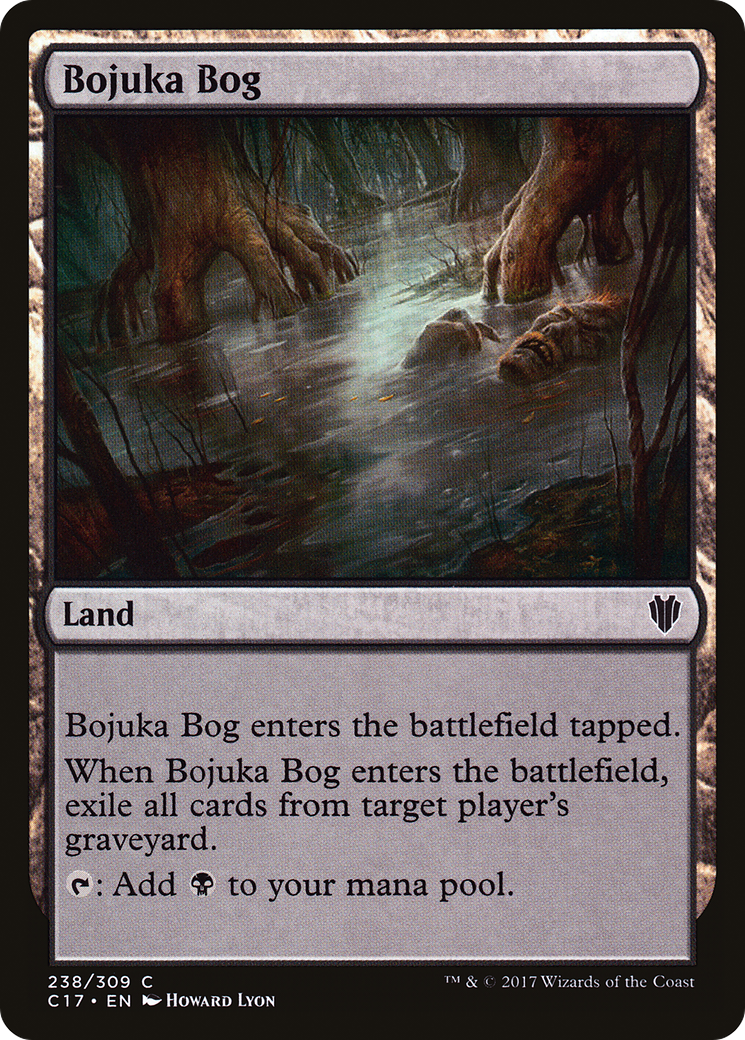 Bojuka Bog
Land
Bojuka Bog enters the battlefield tapped.
When Bojuka Bog enters the battlefield,
exile all cards from target player's
graveyard.
: Add to your mana pool.
238/309 C
C17 • EN Howard Lyon
™ & © 2017 Wizards of the Coast